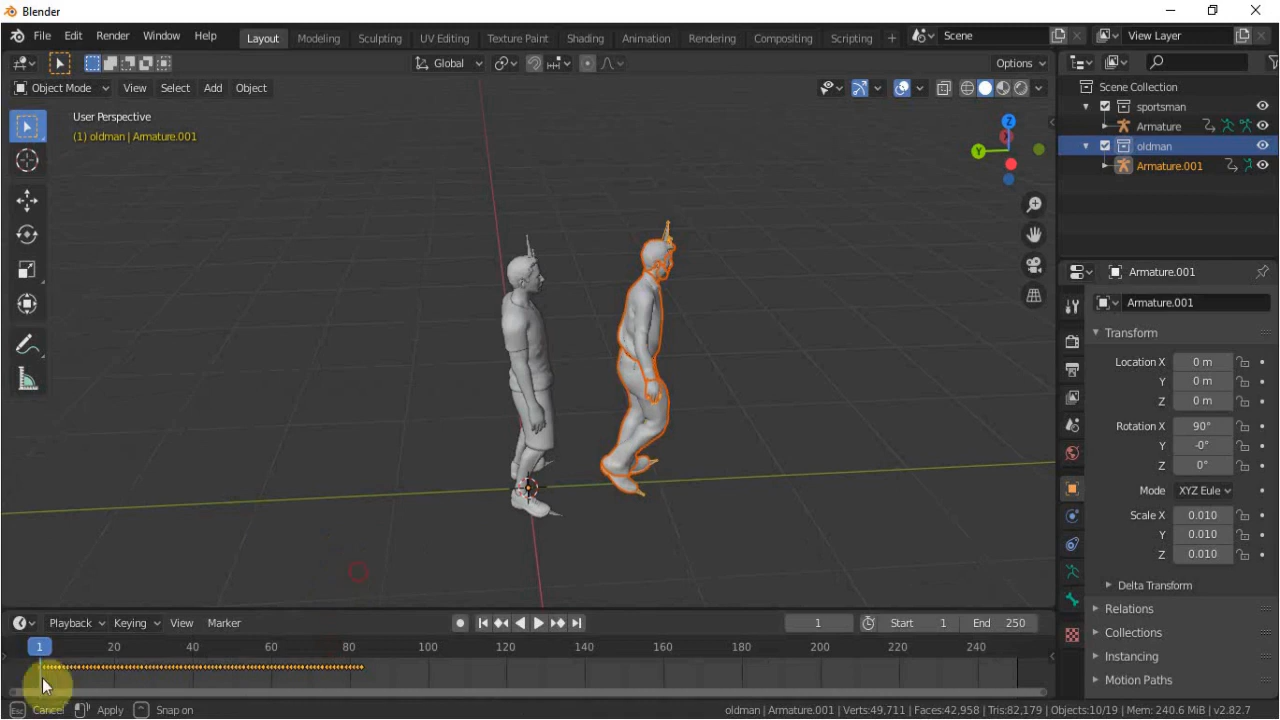 Blender
File Edit Render Window Help Layout Modeling Sculpting UV Editing Texture Paint Shading Animation Rendering Compositing Scripting + Scene View Layer
Global Options
Object Mode View Select Add Object
User Perspective
(1) oldman | Armature.001
Z
Y
Scene Collection
sportsman
Armature
oldman
Armature.001
Armature.001
Armature.001
Transform
Location X 0 m
Y 0 m
Z 0 m
Rotation X 90°
Y -0°
Z 0°
Mode XYZ Eule
Scale X 0.010
Y 0.010
Z 0.010
Delta Transform
Relations
Collections
Instancing
Motion Paths
Playback Keying View Marker 1 Start 1 End 250
1 20 40 60 80 100 120 140 160 180 200 220 240
Esc Cancel Apply Snap on oldman | Armature.001 | Verts:49,711 | Faces:42,958 | Tris:82,179 | Objects:10/19 | Mem: 240.6 MiB | v2.82.7